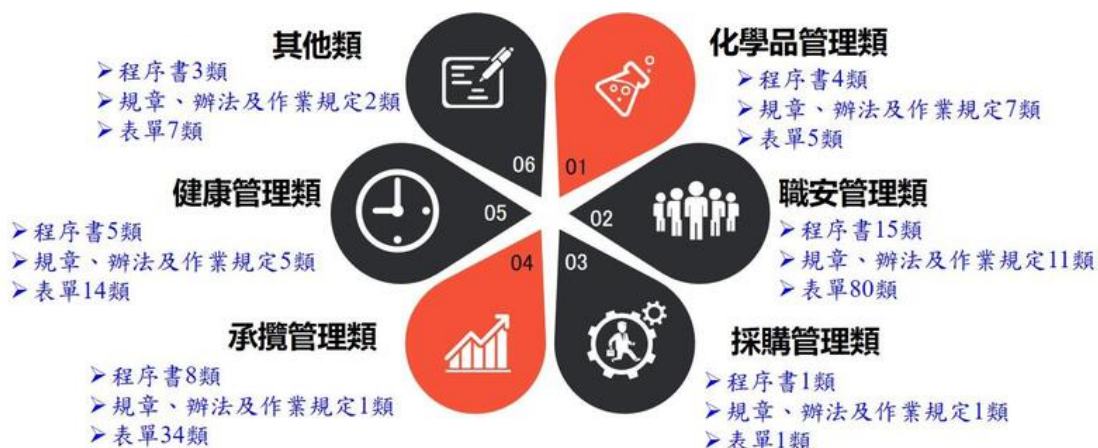 化學品管理類
程序書4類
規章、辦法及作業規定7類
表單5類
01
職安管理類
程序書15類
規章、辦法及作業規定11類
表單80類
02
採購管理類
程序書1類
規章、辦法及作業規定1類
表單1類
03
承攬管理類
程序書8類
規章、辦法及作業規定1類
表單34類
04
健康管理類
程序書5類
規章、辦法及作業規定5類
表單14類
05
其他類
程序書3類
規章、辦法及作業規定2類
表單7類
06